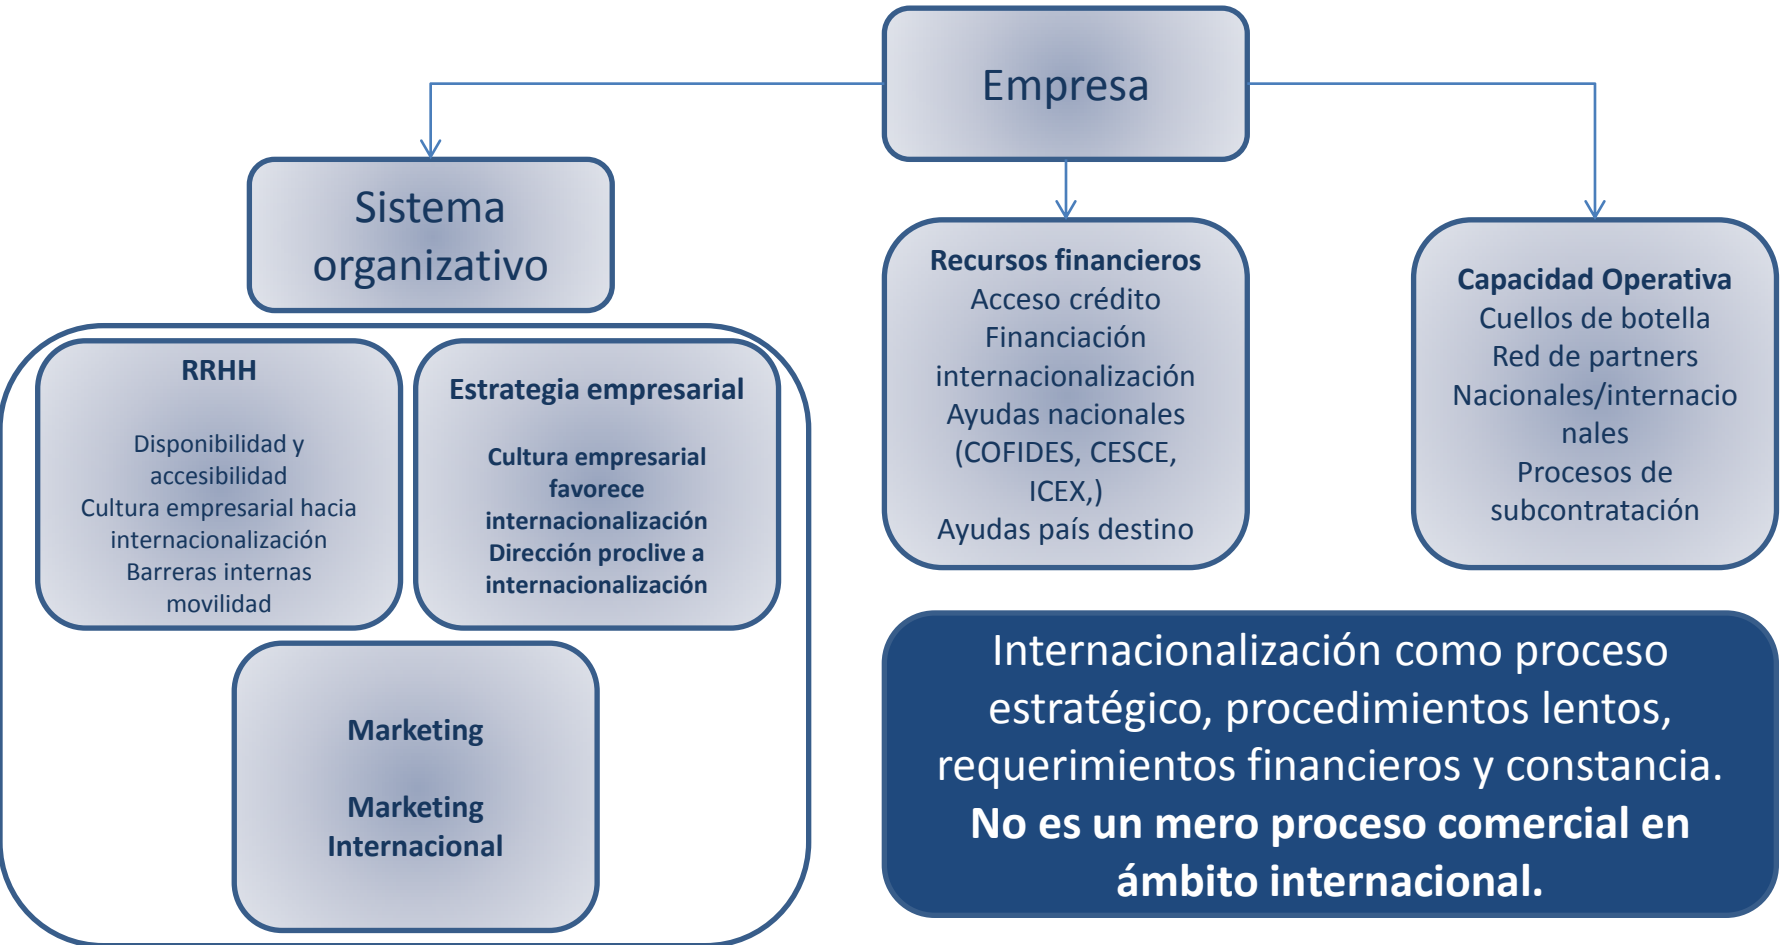 Empresa
Sistema
organizativo
RRHH
Disponibilidad y
accesibilidad
Cultura empresarial hacia
internacionalización
Barreras internas
movilidad
Estrategia empresarial
Cultura empresarial
favorece
internacionalización
Dirección proclive a
internacionalización
Marketing
Marketing
Internacional
Recursos financieros
Acceso crédito
Financiación
internacionalización
Ayudas nacionales
(COFIDES, CESCE,
ICEX,)
Ayudas país destino
Capacidad Operativa
Cuellos de botella
Red de partners
Nacionales/internacio
nales
Procesos de
subcontratación
Internacionalización como proceso
estratégico, procedimientos lentos,
requerimientos financieros y constancia.
No es un mero proceso comercial en
ámbito internacional.